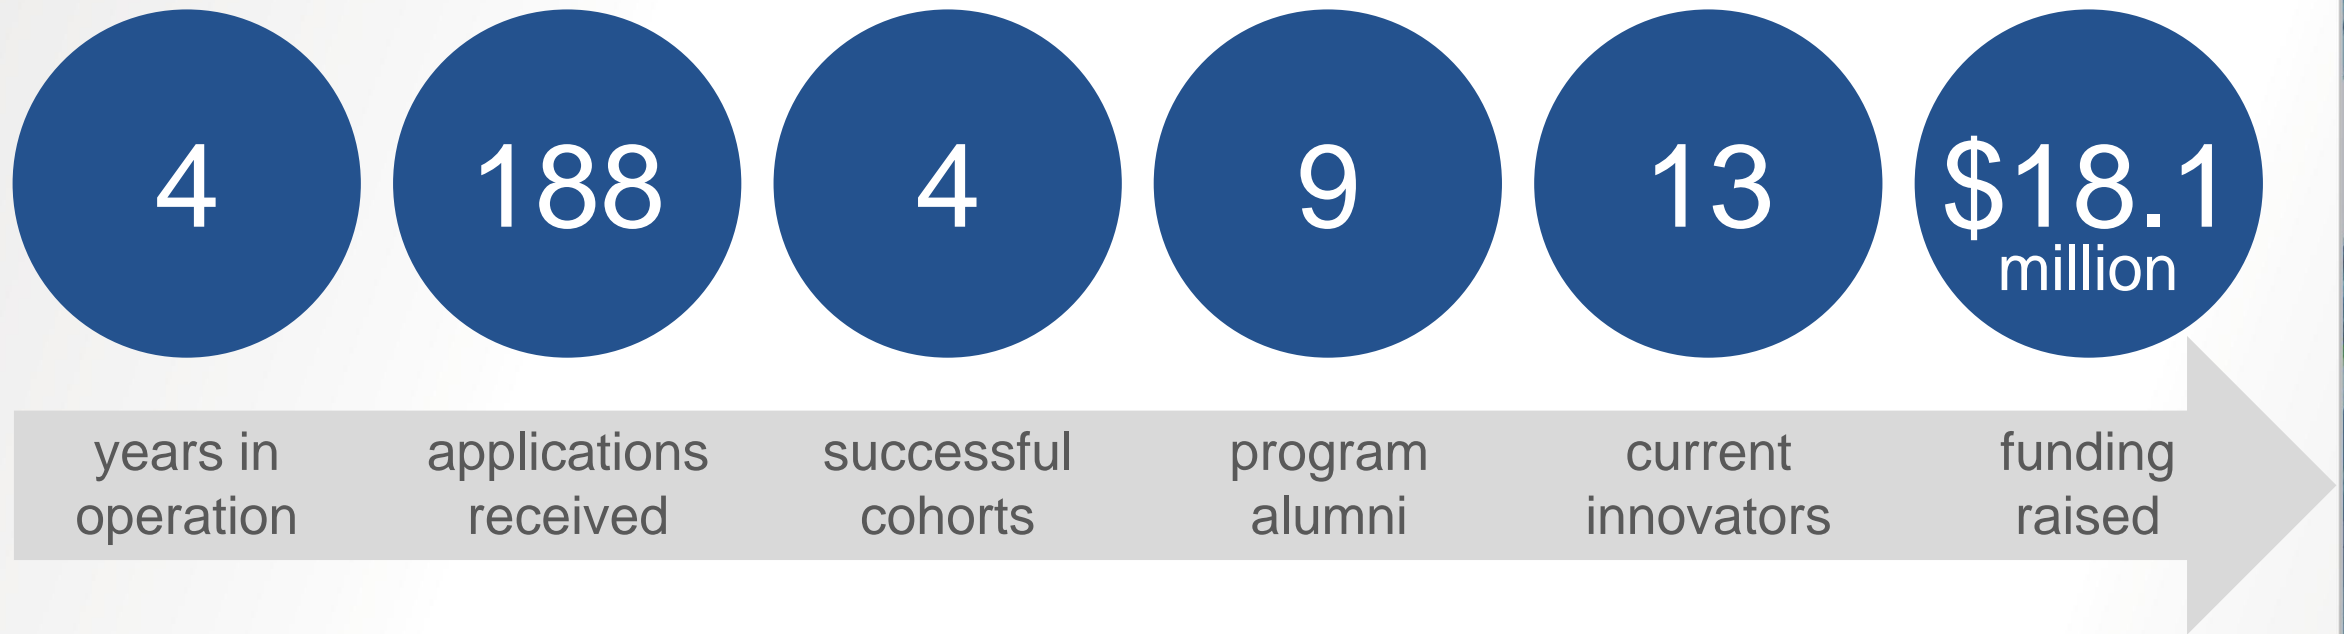 4
188
4
9
13
$18.1
million
years in
operation
applications
received
successful
cohorts
program
alumni
current
innovators
funding
raised